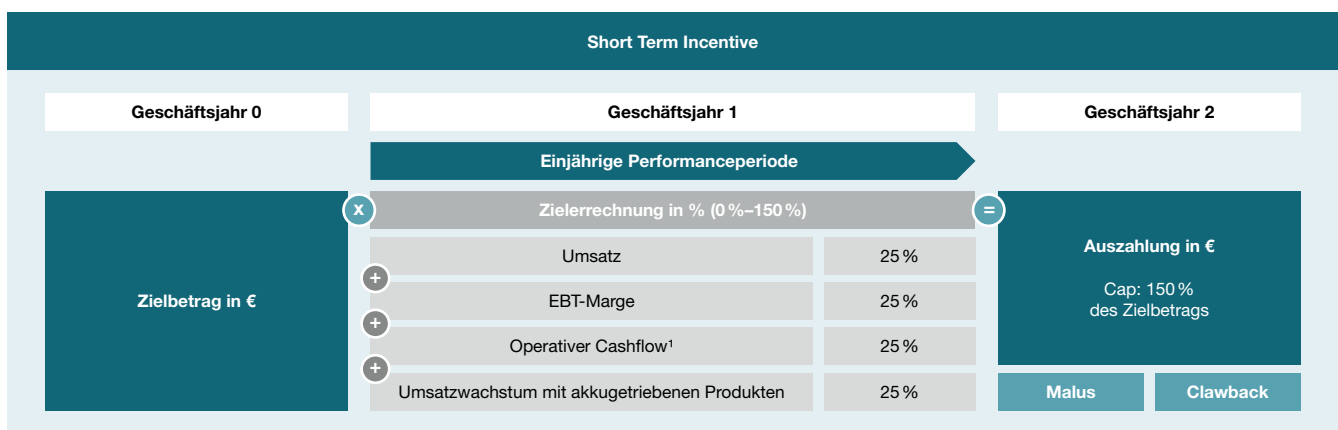 Short Term Incentive
Geschäftsjahr 0
Geschäftsjahr 1
Geschäftsjahr 2
Einjährige Performanceperiode
Zielbetrag in €
x
Zielerrechnung in % (0 %–150 %)
=
Umsatz 25 %
+
EBT-Marge 25 %
+
Operativer Cashflow¹ 25 %
+
Umsatzwachstum mit akkugetriebenen Produkten 25 %
Auszahlung in €
Cap: 150 %
des Zielbetrags
Malus
Clawback